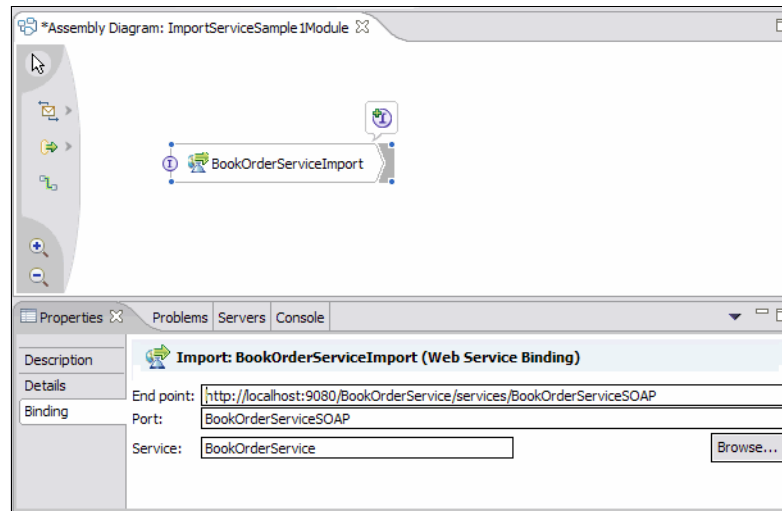 *Assembly Diagram: ImportServiceSample1Module
I
I BookOrderServiceImport
Properties Problems Servers Console
Description
Details
Binding
Import: BookOrderServiceImport (Web Service Binding)
End point: http://localhost:9080/BookOrderService/services/BookOrderServiceSOAP
Port: BookOrderServiceSOAP
Service: BookOrderService Browse...